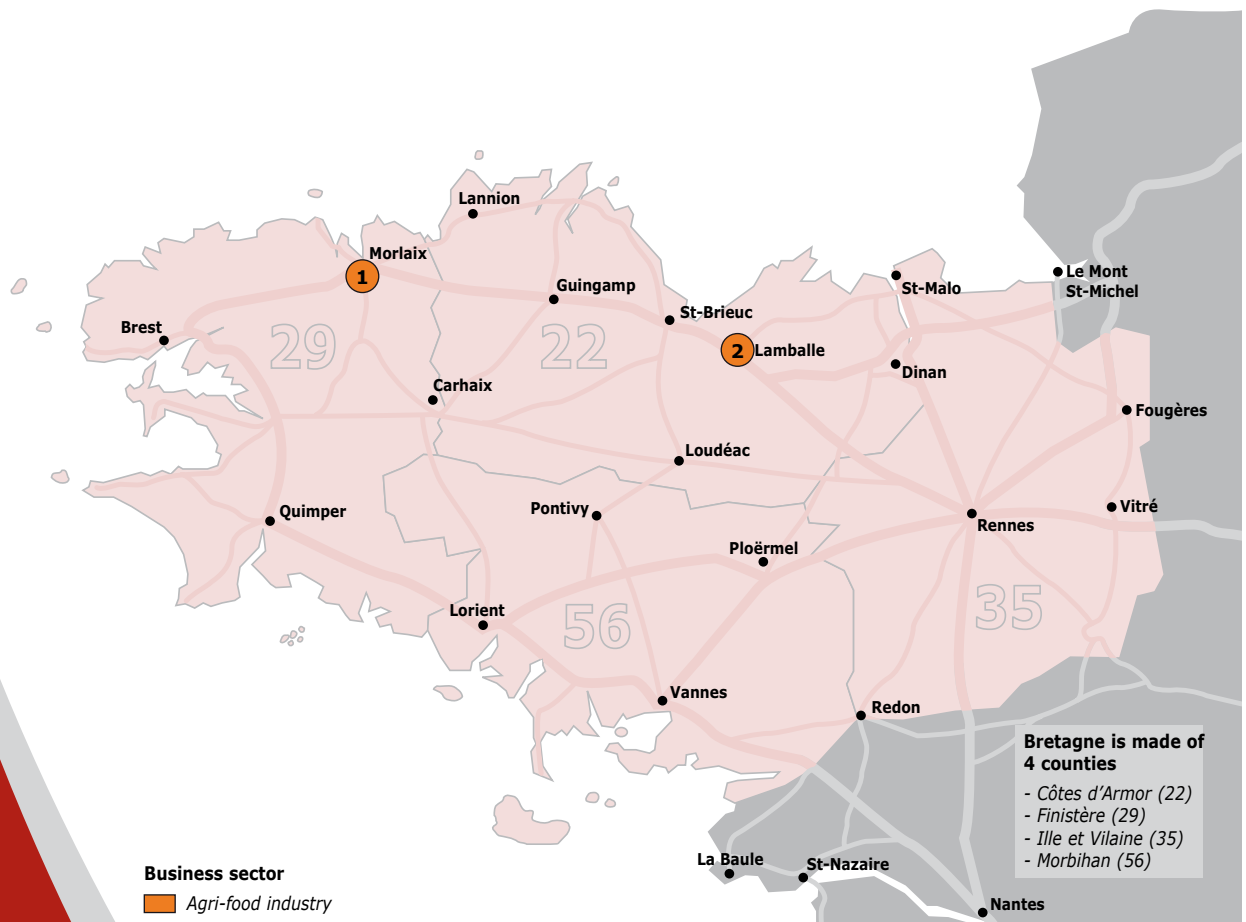 Lannion
Morlaix
1
Guingamp
St-Brieuc
St-Malo
Le Mont
St-Michel
Brest
29
22
2
Lamballe
Dinan
Carhaix
Fougères
Loudéac
Quimper
Pontivy
Vitré
Rennes
Ploërmel
Lorient
56
35
Vannes
Redon
Bretagne is made of
4 counties
- Côtes d'Armor (22)
- Finistère (29)
- Ille et Vilaine (35)
- Morbihan (56)
La Baule
St-Nazaire
Nantes
Business sector
Agri-food industry